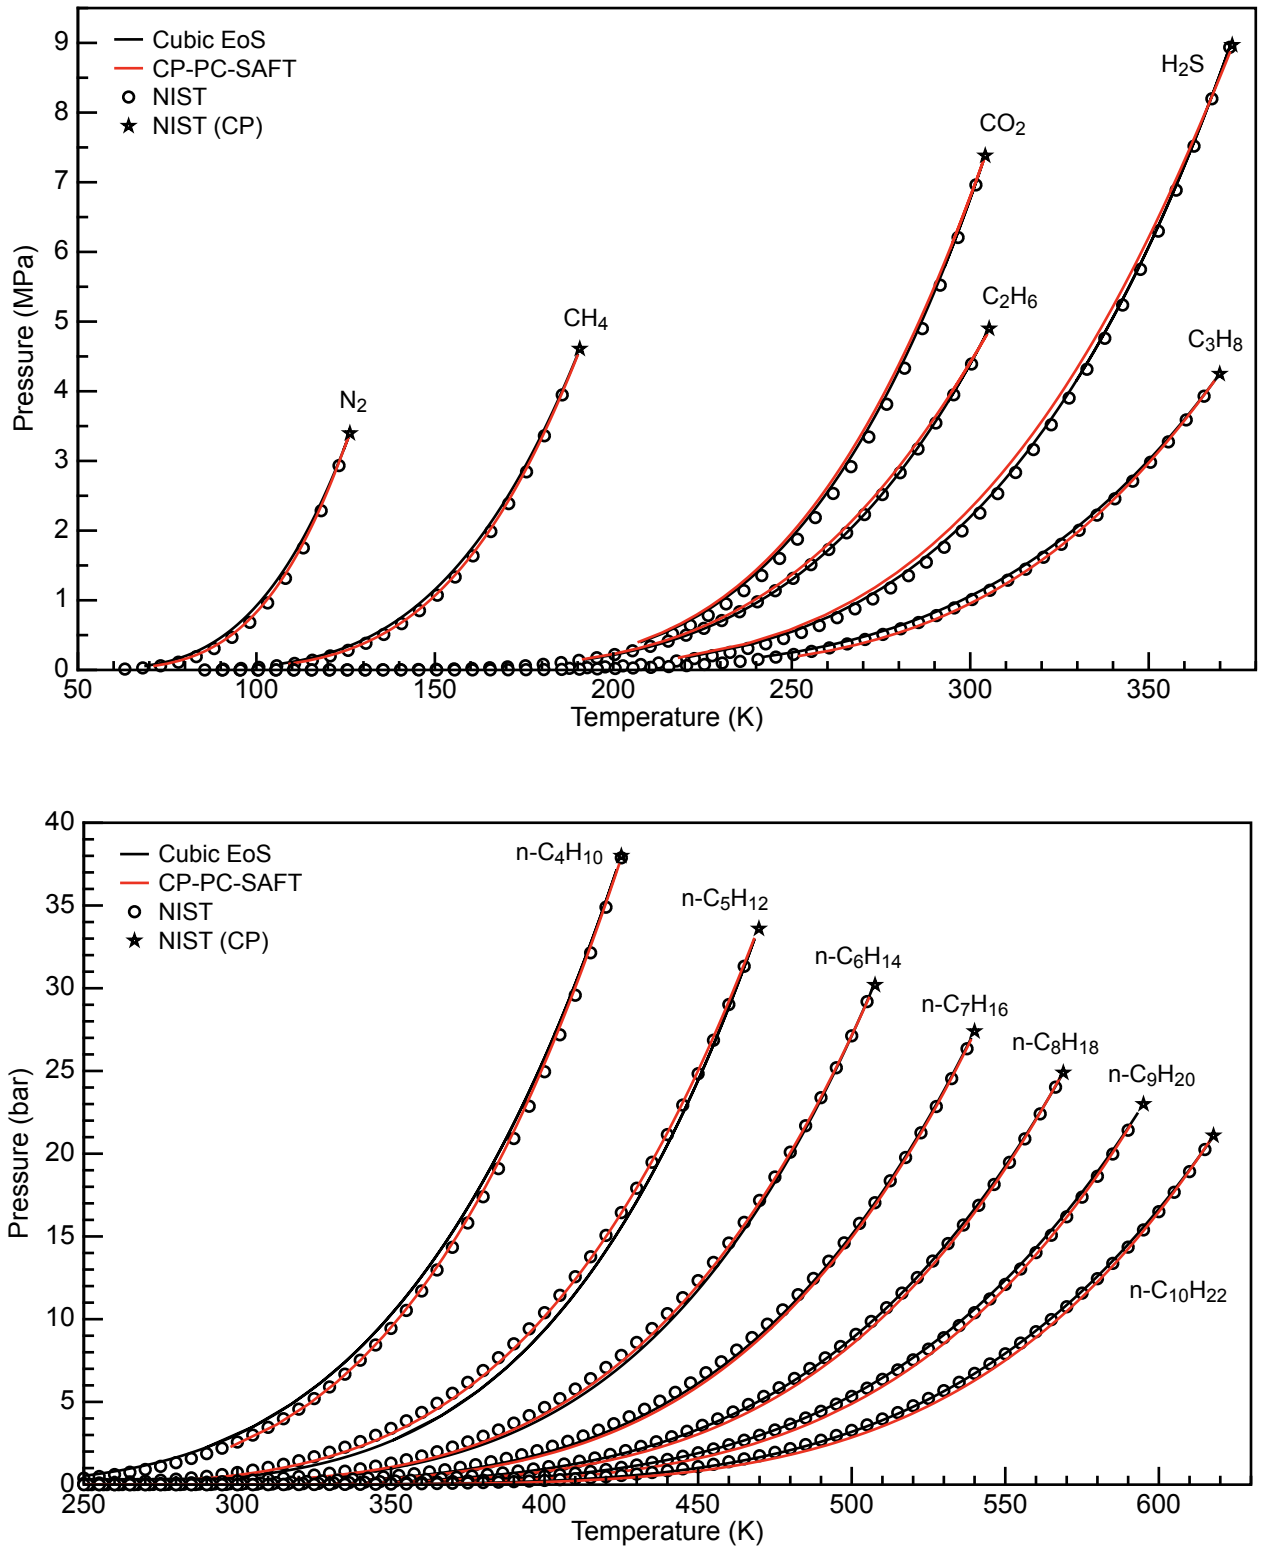 Cubic EoS
CP-PC-SAFT
NIST
NIST (CP)
H₂S
CO₂
C₂H₆
C₃H₈
CH₄
N₂
9
8
7
6
5
4
3
2
1
0
Pressure (MPa)
50 100 150 200 250 300 350
Temperature (K)
Cubic EoS
CP-PC-SAFT
NIST
NIST (CP)
n-C₄H₁₀
n-C₅H₁₂
n-C₆H₁₄
n-C₇H₁₆
n-C₈H₁₈
n-C₉H₂₀
n-C₁₀H₂₂
40
35
30
25
20
15
10
5
0
Pressure (bar)
250 300 350 400 450 500 550 600
Temperature (K)